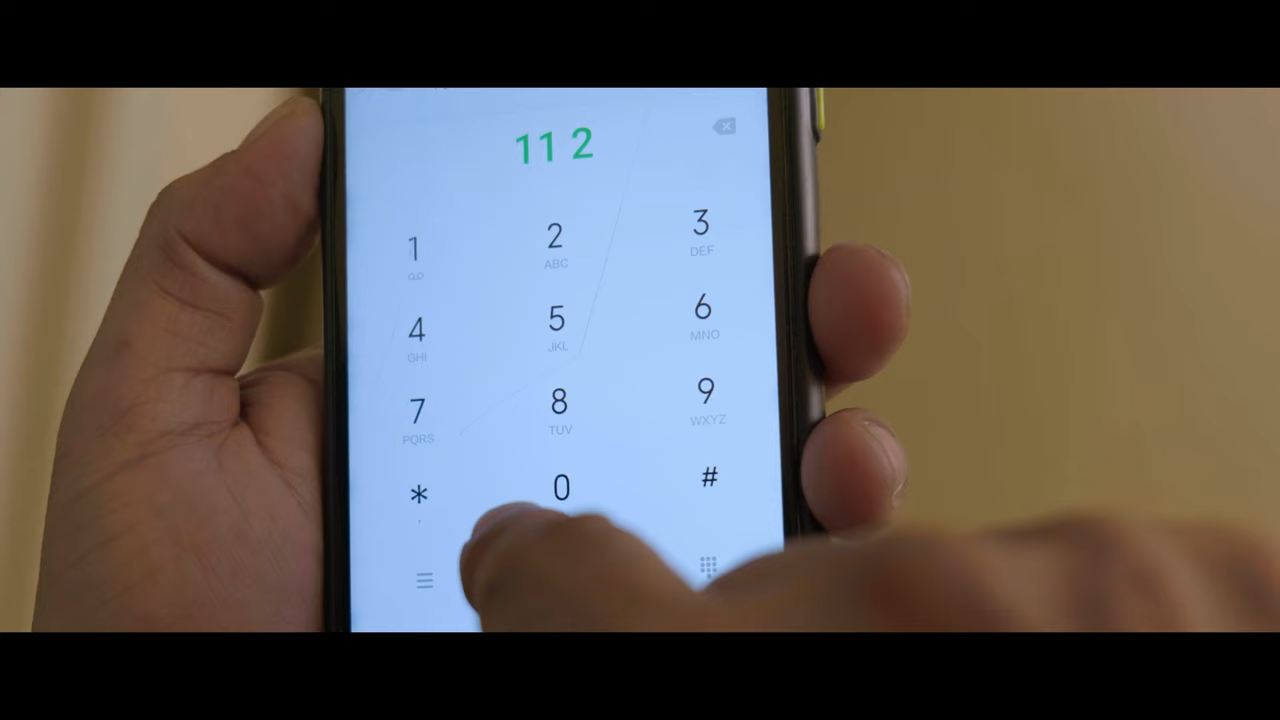 11 2
1 2 3
ABC DEF
4 5 6
GHI JKL MNO
7 8 9
PQRS TUV WXYZ
* 0 #